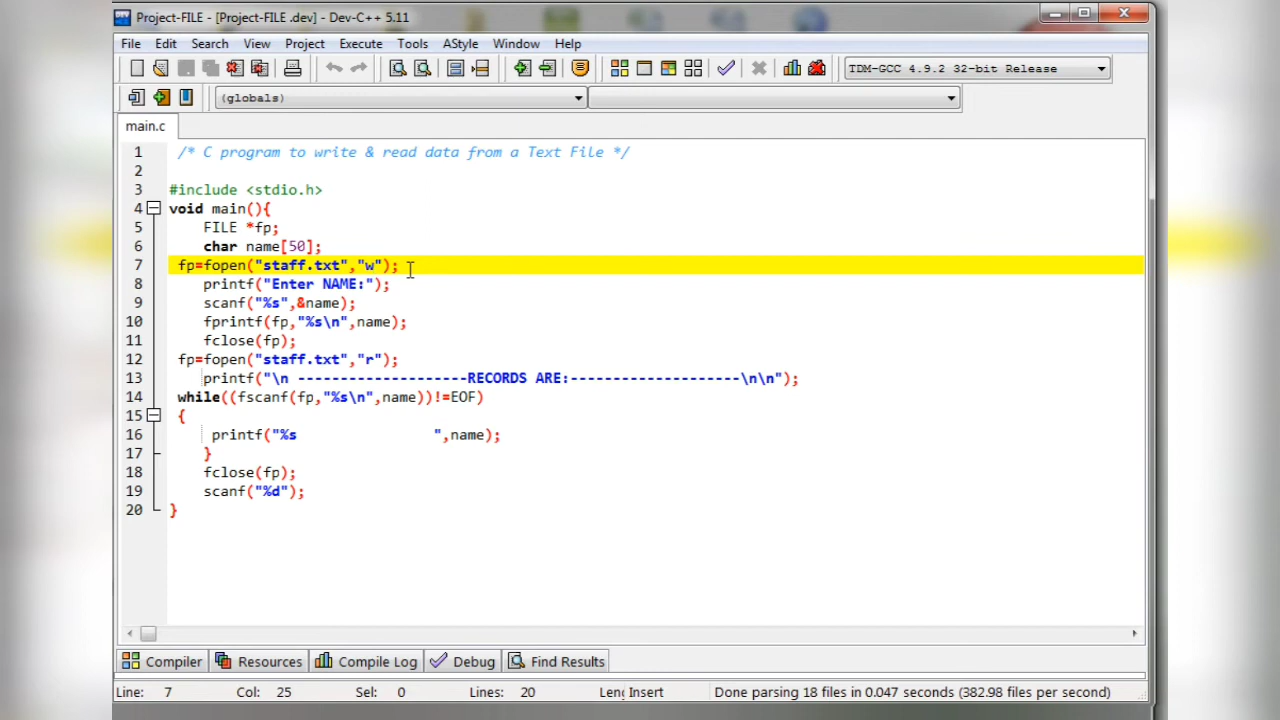 Project-FILE - [Project-FILE .dev] - Dev-C++ 5.11
File Edit Search View Project Execute Tools AStyle Window Help
TDM-GCC 4.9.2 32-bit Release
(globals)
main.c
1 /* C program to write & read data from a Text File */
2
3 #include <stdio.h>
4 void main(){
5 FILE *fp;
6 char name[50];
7 fp=fopen("staff.txt","w");
8 printf("Enter NAME:");
9 scanf("%s",&name);
10 fprintf(fp,"%s\n",name);
11 fclose(fp);
12 fp=fopen("staff.txt","r");
13 printf("\n --------------------RECORDS ARE:--------------------\n\n");
14 while((fscanf(fp,"%s\n",name))!=EOF)
15 {
16 printf("%s                ",name);
17 }
18 fclose(fp);
19 scanf("%d");
20 }
Compiler Resources Compile Log Debug Find Results
Line: 7 Col: 25 Sel: 0 Lines: 20 Leng Insert Done parsing 18 files in 0.047 seconds (382.98 files per second)